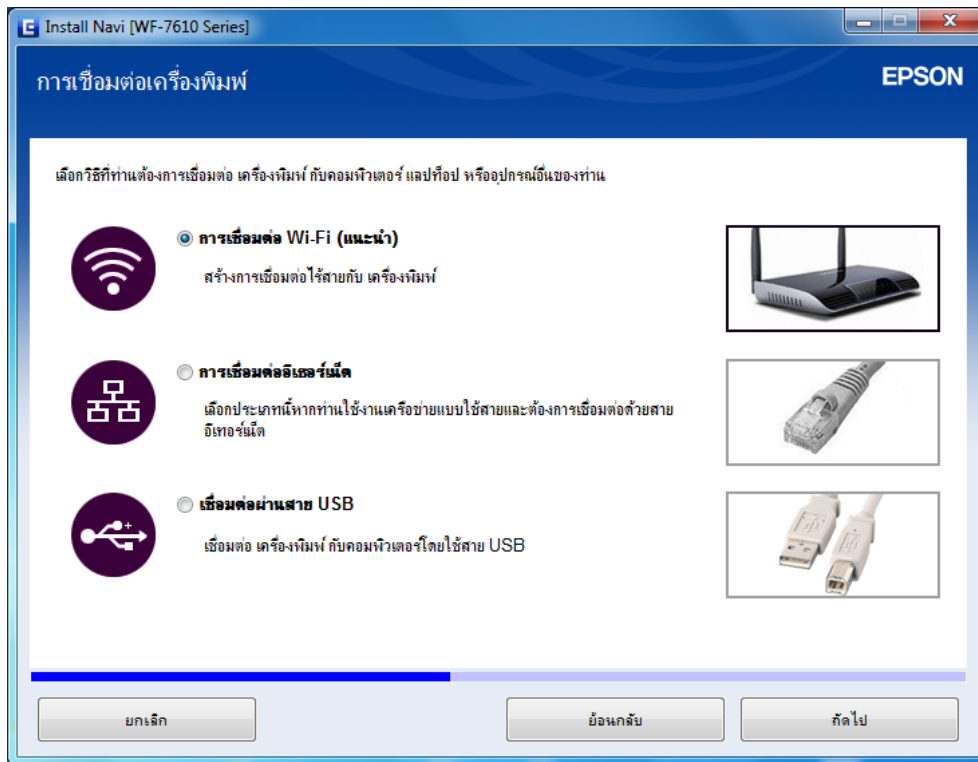 Install Navi [WF-7610 Series]
การเชื่อมต่อเครื่องพิมพ์
EPSON
เลือกวิธีที่ท่านต้องการเชื่อมต่อ เครื่องพิมพ์ กับคอมพิวเตอร์ แลปท็อป หรืออุปกรณ์อื่นของท่าน
การเชื่อมต่อ Wi-Fi (แนะนำ)
สร้างการเชื่อมต่อไร้สายกับ เครื่องพิมพ์
การเชื่อมต่ออีเธอร์เน็ต
เลือกประเภทนี้หากท่านใช้งานเครือข่ายแบบใช้สายและต้องการเชื่อมต่อด้วยสาย
อีเทอร์เน็ต
เชื่อมต่อผ่านสาย USB
เชื่อมต่อ เครื่องพิมพ์ กับคอมพิวเตอร์โดยใช้สาย USB
ยกเลิก
ย้อนกลับ
ถัดไป